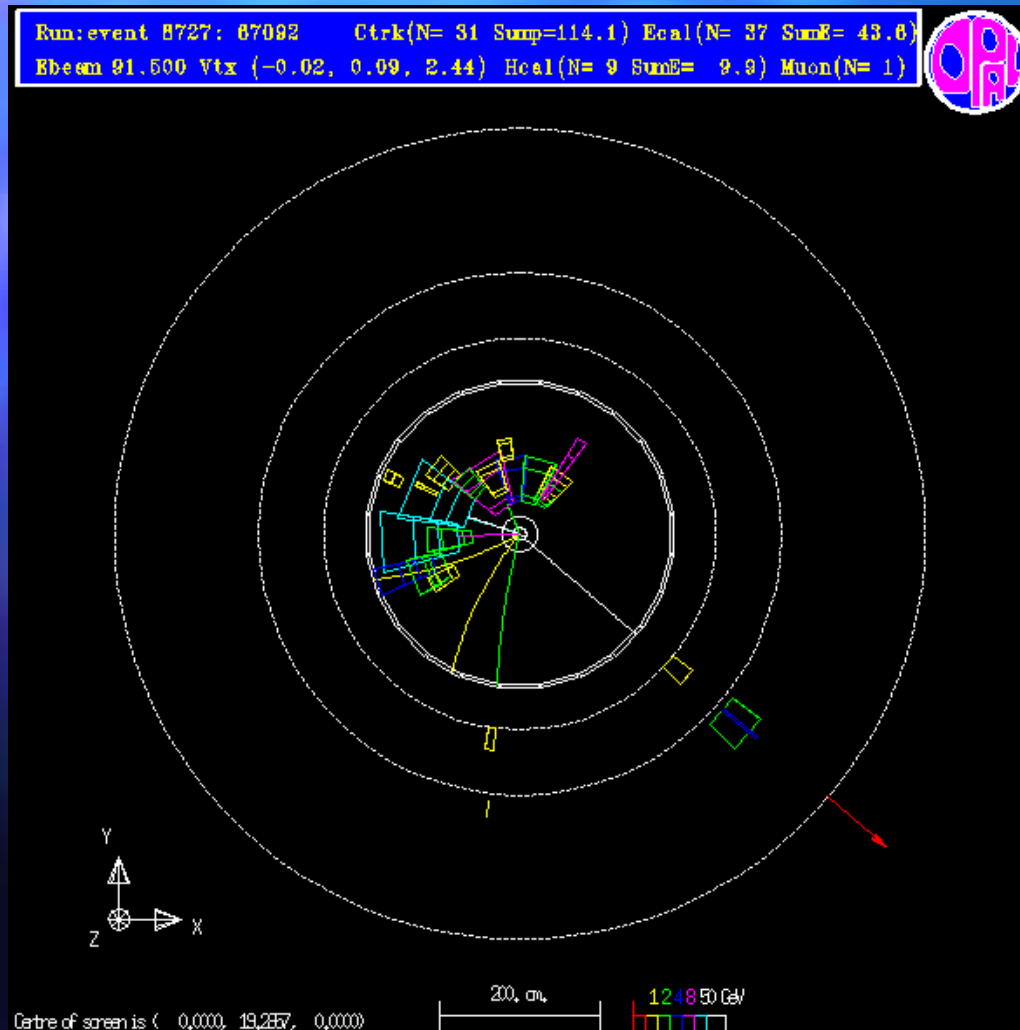 Run:event 8727: 67092 Ctrk(N= 31 Sump=114.1) Ecal(N= 37 SumE= 43.6)
Ebeam 91.500 Vtx (-0.02, 0.09, 2.44) Hcal(N= 9 SumE= 9.9) Muon(N= 1)
OPAL
Y
Z X
200. cm.
1 2 4 8 50 GeV
Centre of screen is ( 0.0000, 19.2857, 0.0000)